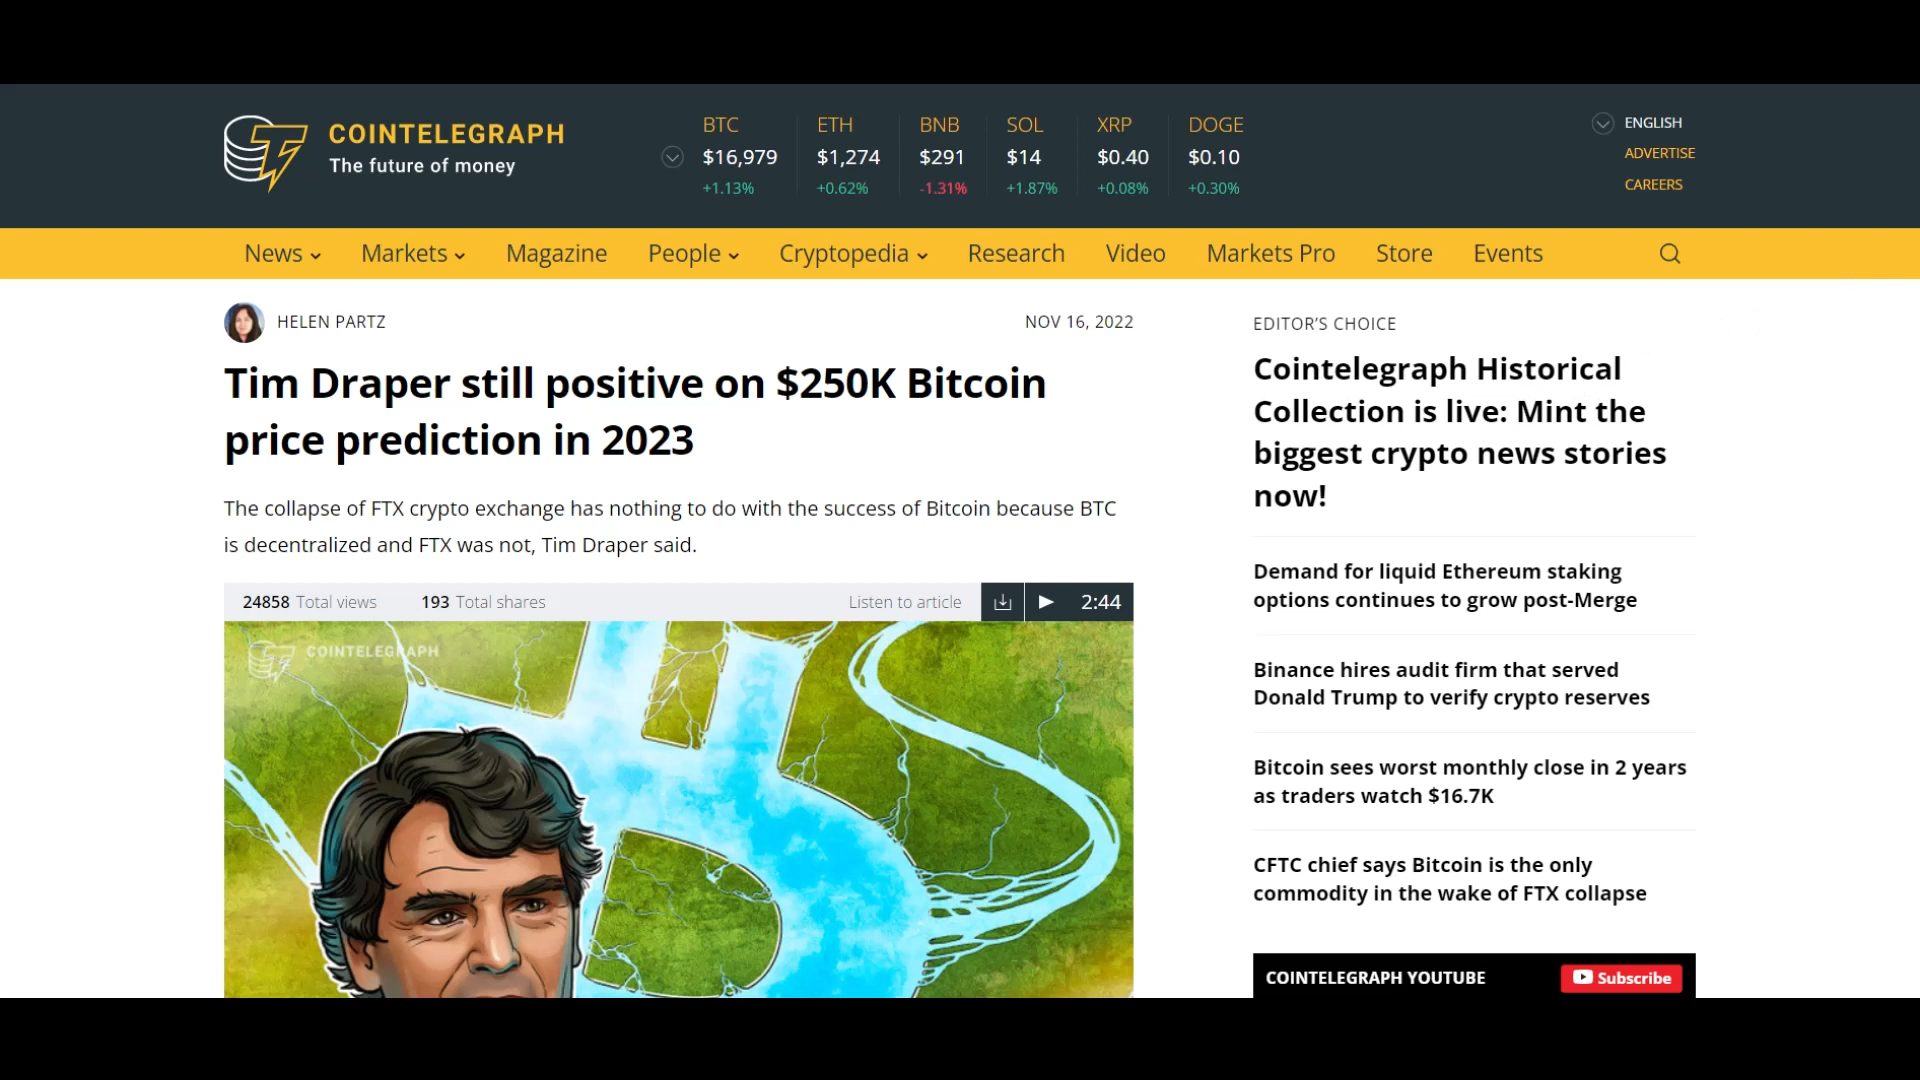 COINTELEGRAPH
The future of money
BTC
$16,979
+1.13%
ETH
$1,274
+0.62%
BNB
$291
-1.31%
SOL
$14
+1.87%
XRP
$0.40
+0.08%
DOGE
$0.10
+0.30%
ENGLISH
ADVERTISE
CAREERS
News Markets Magazine People Cryptopedia Research Video Markets Pro Store Events
HELEN PARTZ
NOV 16, 2022
Tim Draper still positive on $250K Bitcoin
price prediction in 2023
The collapse of FTX crypto exchange has nothing to do with the success of Bitcoin because BTC
is decentralized and FTX was not, Tim Draper said.
24858 Total views 193 Total shares Listen to article 2:44
COINTELEGRAPH
EDITOR’S CHOICE
Cointelegraph Historical
Collection is live: Mint the
biggest crypto news stories
now!
Demand for liquid Ethereum staking
options continues to grow post-Merge
Binance hires audit firm that served
Donald Trump to verify crypto reserves
Bitcoin sees worst monthly close in 2 years
as traders watch $16.7K
CFTC chief says Bitcoin is the only
commodity in the wake of FTX collapse
COINTELEGRAPH YOUTUBE
Subscribe